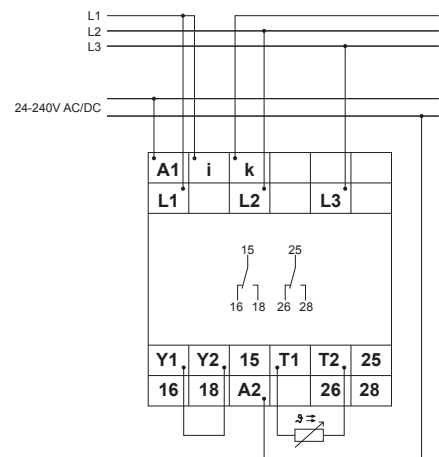 L1
L2
L3
24-240V AC/DC
A1 i k
L1 L2 L3
15 25
16 18 26 28
Y1 Y2 15 T1 T2 25
16 18 A2 26 28
ϑ